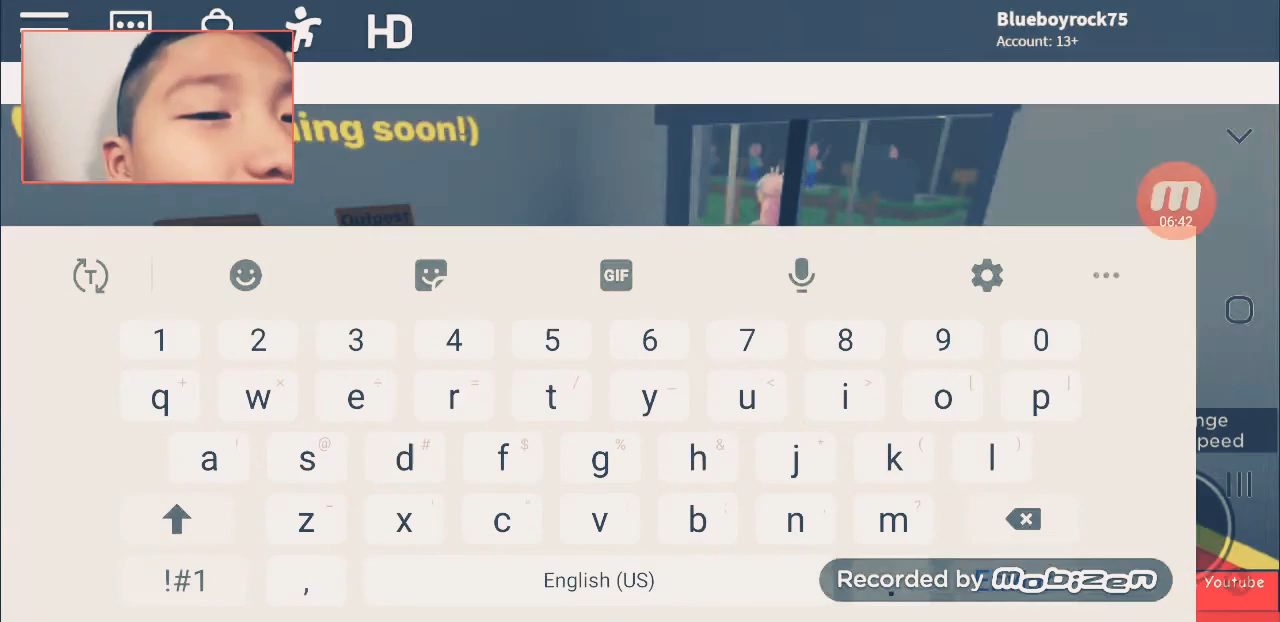 HD
Blueboyrock75
Account: 13+
ing soon!)
Outpost
06:42
T
GIF
1 2 3 4 5 6 7 8 9 0
q w e r t y u i o p
nge
peed
a s d f g h j k l
z x c v b n m
!#1 , English (US)
Recorded by mobizen
Youtube